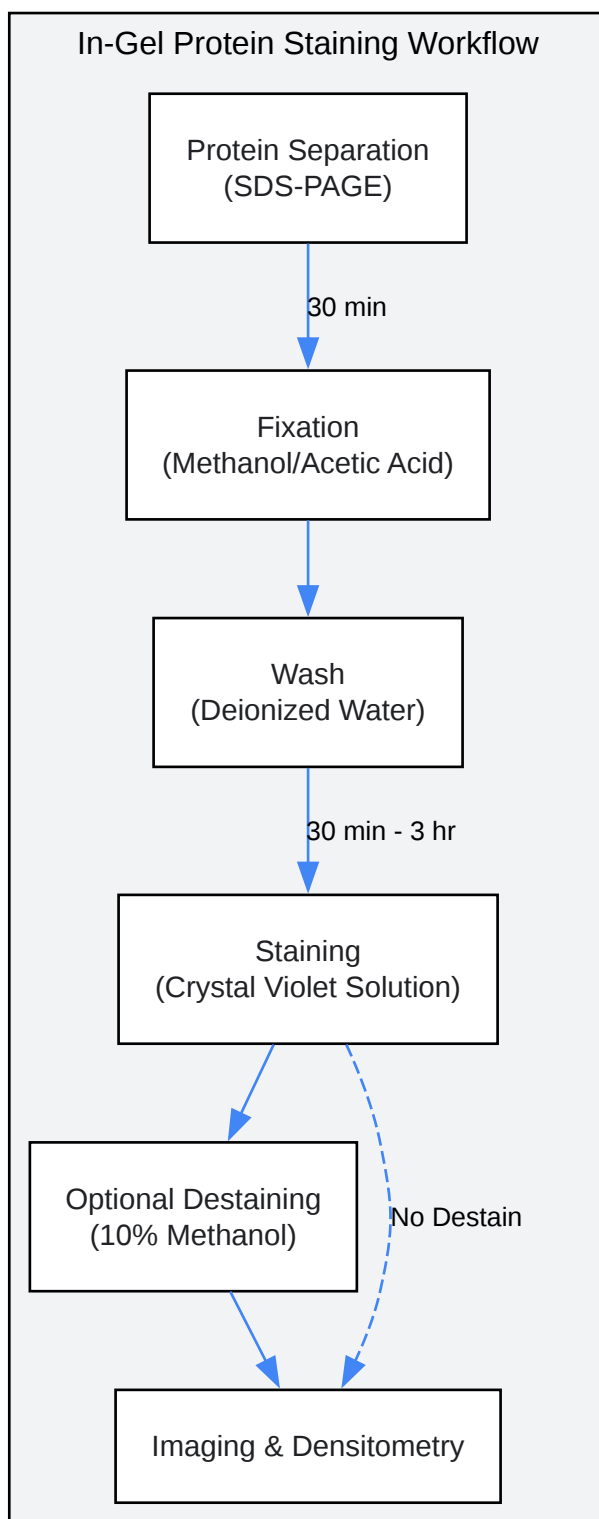 In-Gel Protein Staining Workflow
Protein Separation
(SDS-PAGE)
30 min
Fixation
(Methanol/Acetic Acid)
Wash
(Deionized Water)
30 min - 3 hr
Staining
(Crystal Violet Solution)
Optional Destaining
(10% Methanol)
No Destain
Imaging & Densitometry